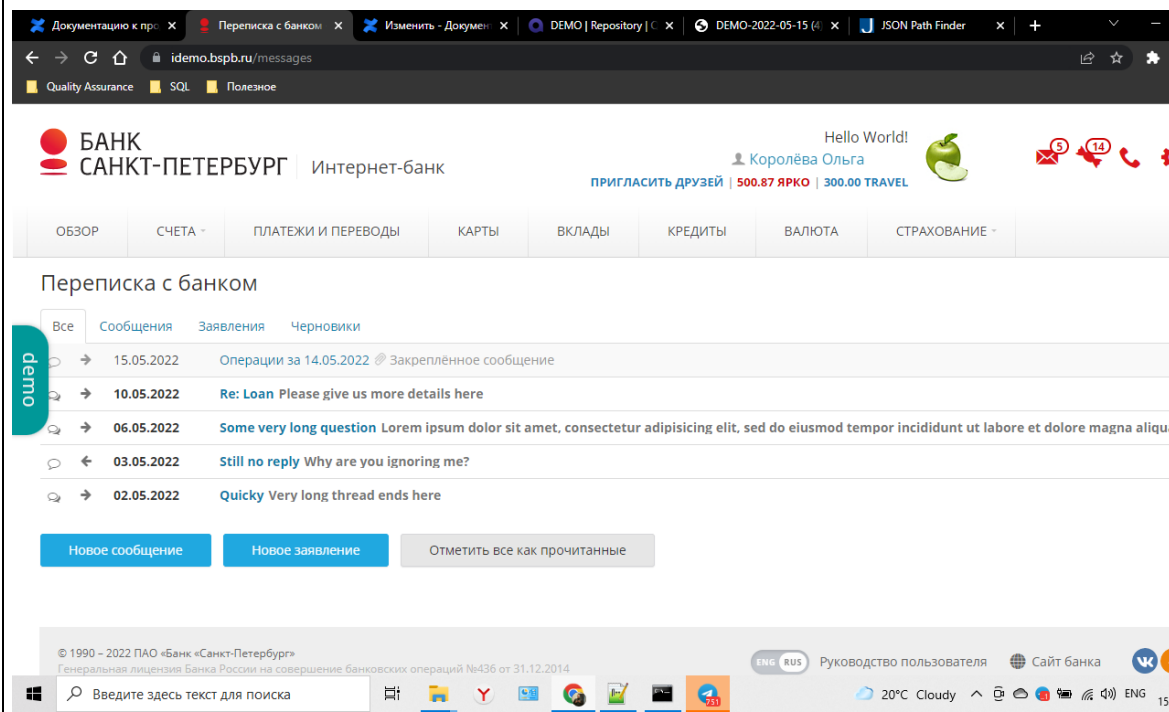 Документацию к про
Переписка с банком
Изменить - Докумен
DEMO | Repository | C
DEMO-2022-05-15 (4)
JSON Path Finder
idemo.bspb.ru/messages
Quality Assurance SQL Полезное
БАНК
САНКТ-ПЕТЕРБУРГ Интернет-банк
Hello World!
Королёва Ольга
ПРИГЛАСИТЬ ДРУЗЕЙ | 500.87 ЯРКО | 300.00 TRAVEL
5 14
ОБЗОР СЧЕТА ПЛАТЕЖИ И ПЕРЕВОДЫ КАРТЫ ВКЛАДЫ КРЕДИТЫ ВАЛЮТА СТРАХОВАНИЕ
Переписка с банком
Все Сообщения Заявления Черновики
demo
15.05.2022 Операции за 14.05.2022 Закреплённое сообщение
10.05.2022 Re: Loan Please give us more details here
06.05.2022 Some very long question Lorem ipsum dolor sit amet, consectetur adipisicing elit, sed do eiusmod tempor incididunt ut labore et dolore magna aliqu
03.05.2022 Still no reply Why are you ignoring me?
02.05.2022 Quicky Very long thread ends here
Новое сообщение Новое заявление Отметить все как прочитанные
© 1990 – 2022 ПАО «Банк «Санкт-Петербург»
Генеральная лицензия Банка России на совершение банковских операций №436 от 31.12.2014
ENG RUS Руководство пользователя Сайт банка
Введите здесь текст для поиска
751
20°C Cloudy ENG 15